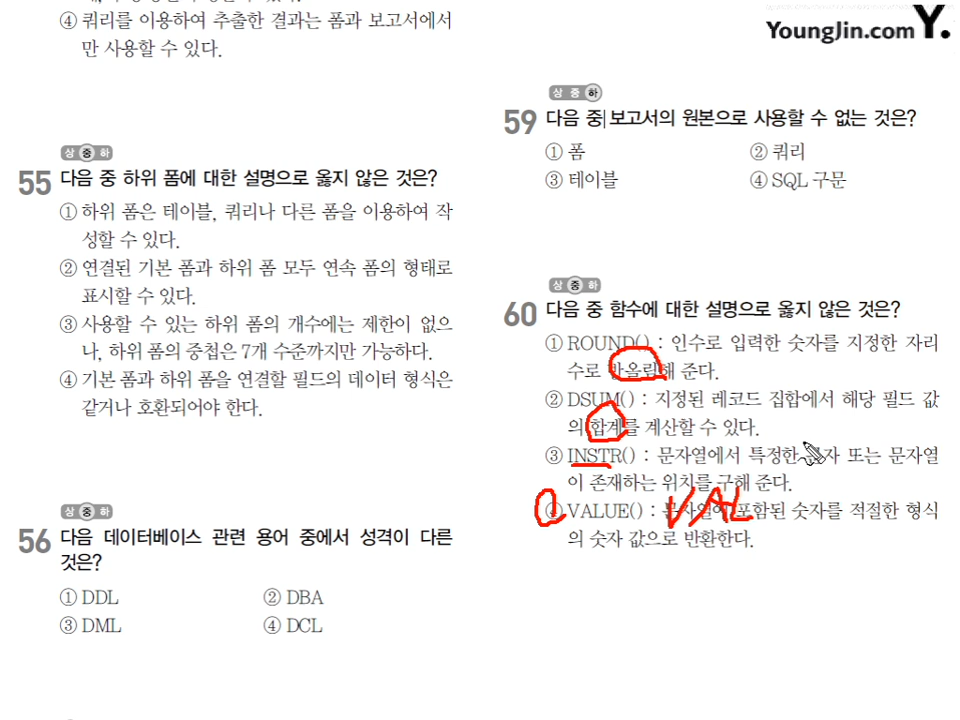 ④ 쿼리를 이용하여 추출한 결과는 폼과 보고서에서
만 사용할 수 있다.
상 중 하
55 다음 중 하위 폼에 대한 설명으로 옳지 않은 것은?
① 하위 폼은 테이블, 쿼리나 다른 폼을 이용하여 작
성할 수 있다.
② 연결된 기본 폼과 하위 폼 모두 연속 폼의 형태로
표시할 수 있다.
③ 사용할 수 있는 하위 폼의 개수에는 제한이 없으
나, 하위 폼의 중첩은 7개 수준까지만 가능하다.
④ 기본 폼과 하위 폼을 연결할 필드의 데이터 형식은
같거나 호환되어야 한다.
상 중 하
56 다음 데이터베이스 관련 용어 중에서 성격이 다른
것은?
① DDL ② DBA
③ DML ④ DCL
YoungJin.com Y.
상 중 하
59 다음 중 보고서의 원본으로 사용할 수 없는 것은?
① 폼 ② 쿼리
③ 테이블 ④ SQL 구문
상 중 하
60 다음 중 함수에 대한 설명으로 옳지 않은 것은?
① ROUND() : 인수로 입력한 숫자를 지정한 자리
수로 반올림해 준다.
② DSUM() : 지정된 레코드 집합에서 해당 필드 값
의 합계를 계산할 수 있다.
③ INSTR() : 문자열에서 특정한 문자 또는 문자열
이 존재하는 위치를 구해 준다.
④ VALUE() : 문자열에 포함된 숫자를 적절한 형식
의 숫자 값으로 반환한다.
VAL